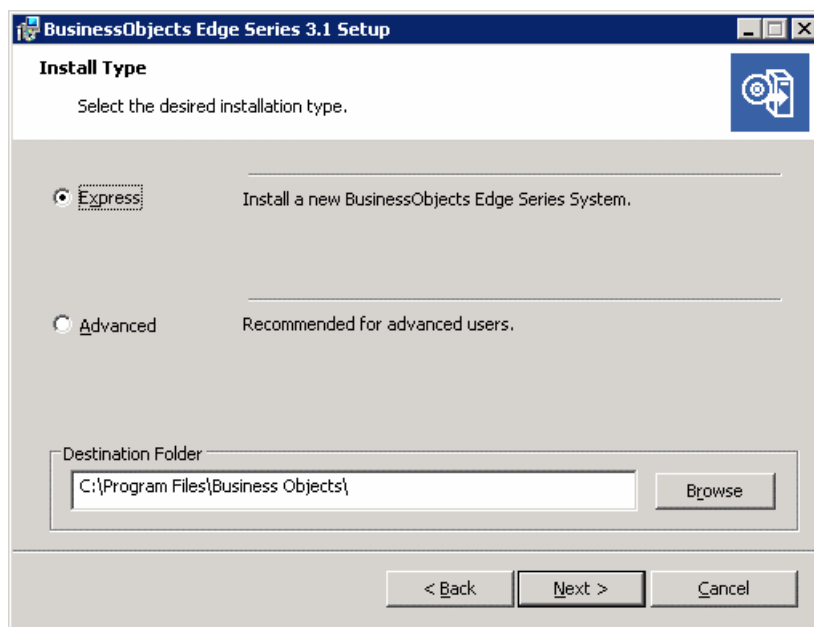 BusinessObjects Edge Series 3.1 Setup
Install Type
Select the desired installation type.
Express
Install a new BusinessObjects Edge Series System.
Advanced
Recommended for advanced users.
Destination Folder
C:\Program Files\Business Objects\
Browse
< Back
Next >
Cancel